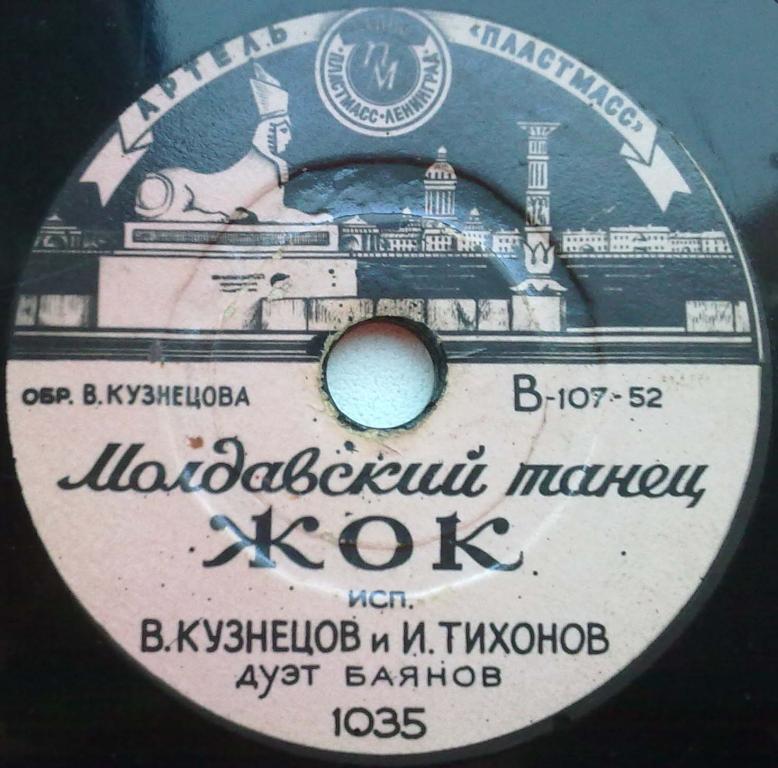 АРТЕЛЬ «ПЛАСТМАСС»
ПМ
ПЛАСТМАСС·ЛЕНИНГРАД·
ОБР. В. КУЗНЕЦОВА В-107-52
Молдавский танец
ЖОК
ИСП.
В. КУЗНЕЦОВ и И. ТИХОНОВ
ДУЭТ БАЯНОВ
1035